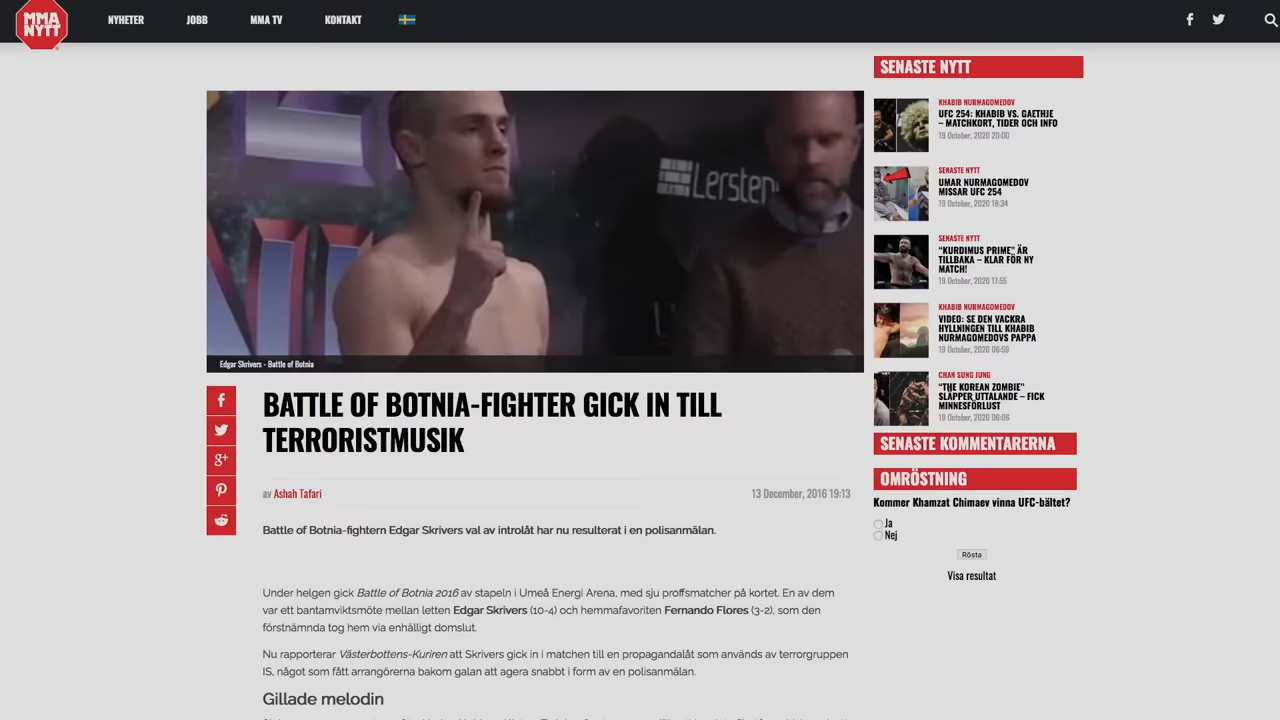 MMA
NYTT
NYHETER
JOBB
MMA TV
KONTAKT
Lersten
Edgar Skrivers - Battle of Botnia
BATTLE OF BOTNIA-FIGHTER GICK IN TILL
TERRORISTMUSIK
av Ashah Tafari
13 December, 2016 19:13
Battle of Botnia-fightern Edgar Skrivers val av introlåt har nu resulterat i en polisanmälan.
Under helgen gick Battle of Botnia 2016 av stapeln i Umeå Energi Arena, med sju proffsmatcher på kortet. En av dem
var ett bantamviktsmöte mellan letten Edgar Skrivers (10-4) och hemmafavoriten Fernando Flores (3-2), som den
förstnämnda tog hem via enhälligt domslut.
Nu rapporterar Västerbottens-Kuriren att Skrivers gick in i matchen till en propagandalåt som används av terrorgruppen
IS, något som fått arrangörerna bakom galan att agera snabbt i form av en polisanmälan.
Gillade melodin
SENASTE NYTT
KHABIB NURMAGOMEDOV
UFC 254: KHABIB VS. GAETHJE
– MATCHKORT, TIDER OCH INFO
19 October, 2020 20:00
SENASTE NYTT
UMAR NURMAGOMEDOV
MISSAR UFC 254
19 October, 2020 18:34
SENASTE NYTT
“KURDIMUS PRIME” ÄR
TILLBAKA – KLAR FÖR NY
MATCH!
19 October, 2020 17:55
KHABIB NURMAGOMEDOV
VIDEO: SE DEN VACKRA
HYLLNINGEN TILL KHABIB
NURMAGOMEDOVS PAPPA
19 October, 2020 06:59
CHAN SUNG JUNG
“THE KOREAN ZOMBIE”
SLÄPPER UTTALANDE – FICK
MINNESFÖRLUST
19 October, 2020 06:06
SENASTE KOMMENTARERNA
OMRÖSTNING
Kommer Khamzat Chimaev vinna UFC-bältet?
Ja
Nej
Rösta
Visa resultat